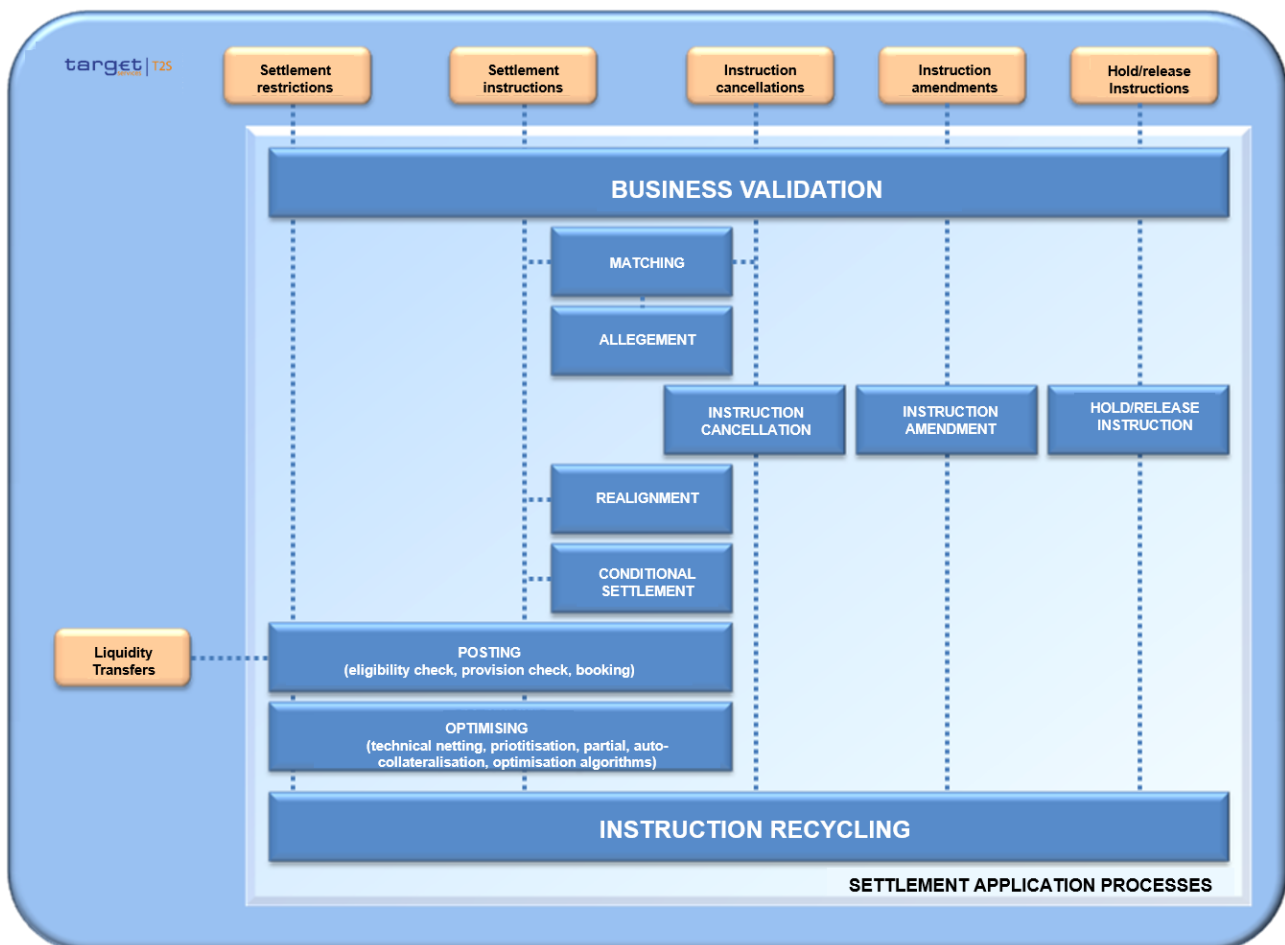 target | T2S
Settlement
restrictions
Settlement
instructions
Instruction
cancellations
Instruction
amendments
Hold/release
Instructions
BUSINESS VALIDATION
MATCHING
ALLEGEMENT
INSTRUCTION
CANCELLATION
INSTRUCTION
AMENDMENT
HOLD/RELEASE
INSTRUCTION
REALIGNMENT
CONDITIONAL
SETTLEMENT
Liquidity
Transfers
POSTING
(eligibility check, provision check, booking)
OPTIMISING
(technical netting, priotitisation, partial, auto-
collateralisation, optimisation algorithms)
INSTRUCTION RECYCLING
SETTLEMENT APPLICATION PROCESSES